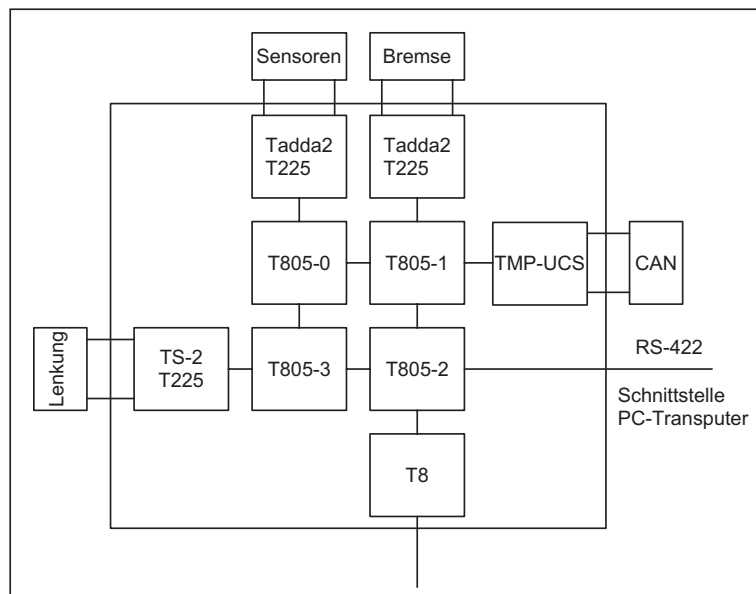 Sensoren
Bremse
Tadda2
T225
Tadda2
T225
T805-0
T805-1
TMP-UCS
CAN
Lenkung
TS-2
T225
T805-3
T805-2
RS-422
Schnittstelle
PC-Transputer
T8